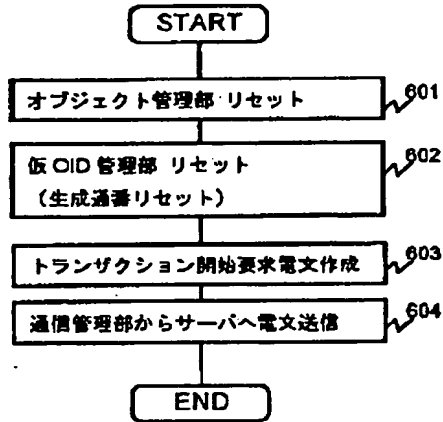 START
オブジェクト管理部 リセット
601
仮OID管理部 リセット
（生成通番リセット）
602
トランザクション開始要求電文作成
603
通信管理部からサーバへ電文送信
604
END